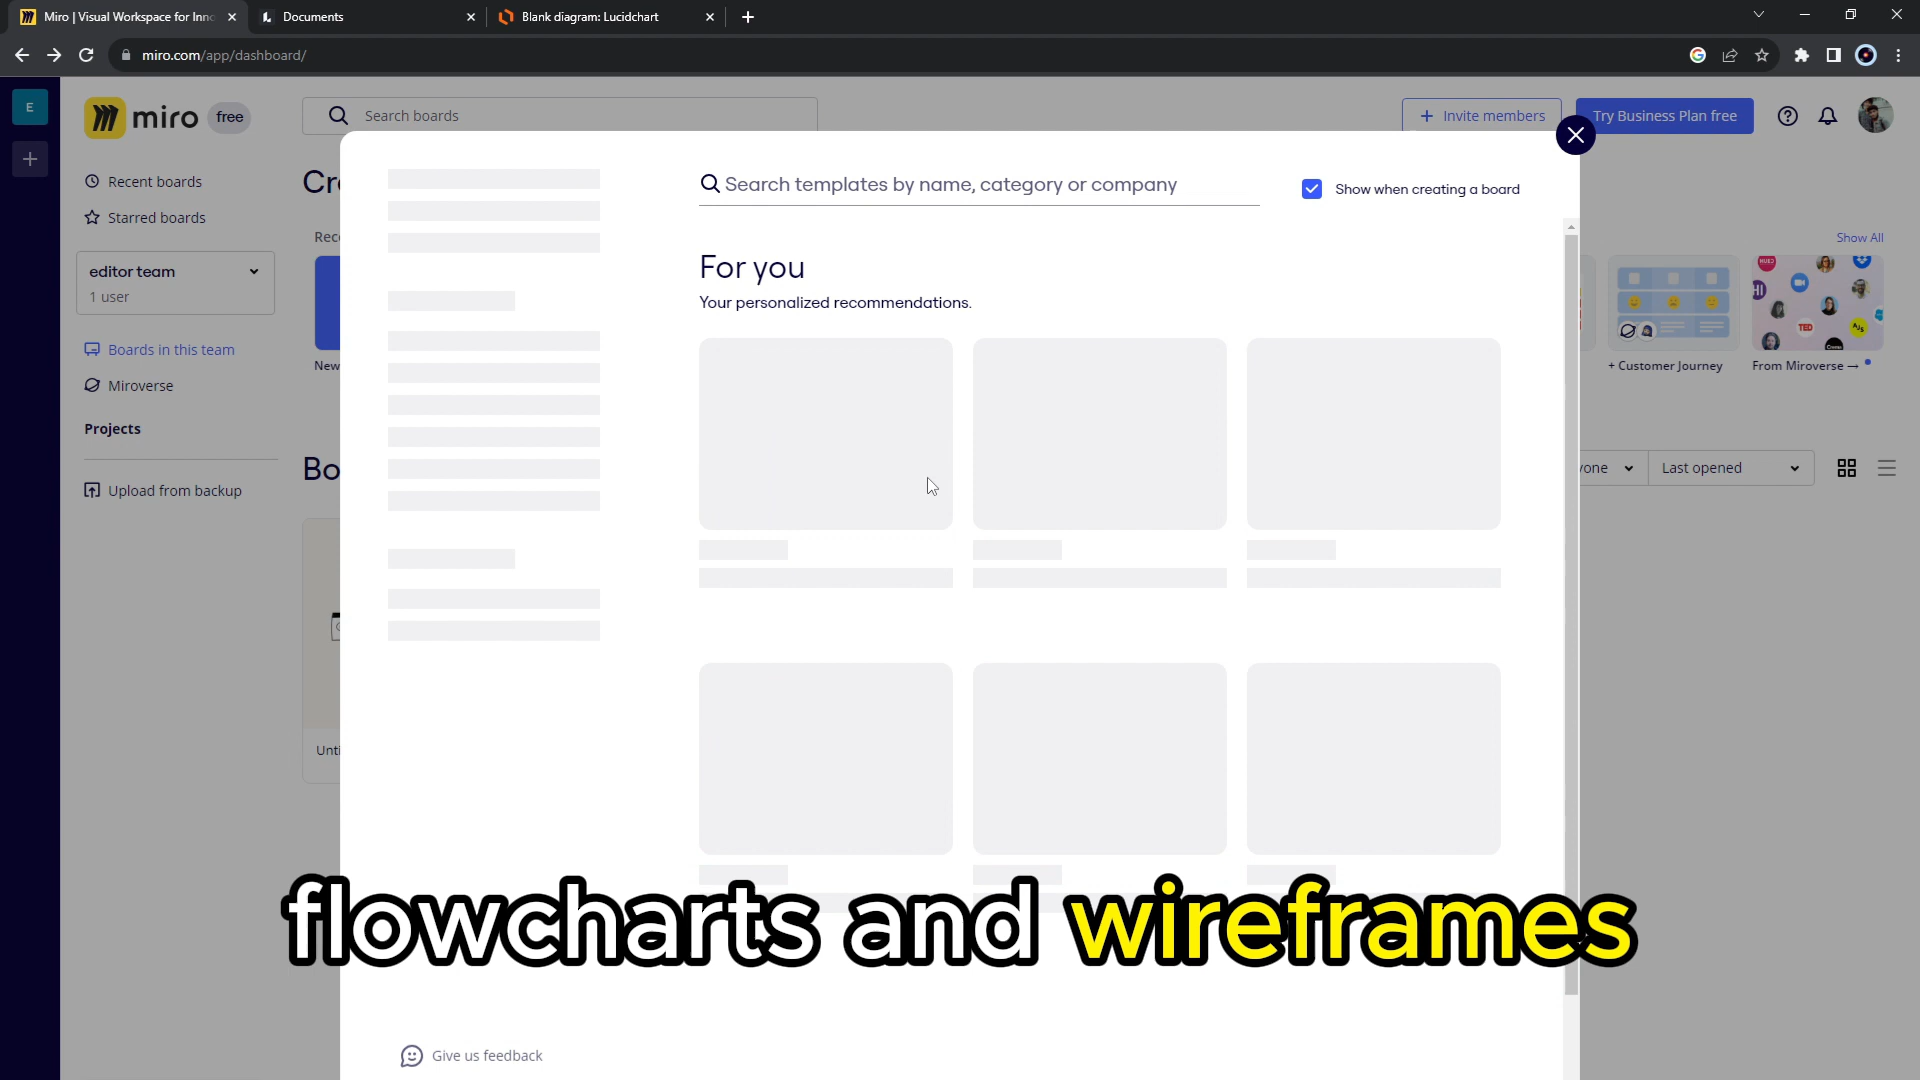 Miro | Visual Workspace for Inno
Documents
Blank diagram: Lucidchart
miro.com/app/dashboard/
E
miro
free
Search boards
Invite members
Try Business Plan free
Recent boards
Starred boards
editor team
1 user
Boards in this team
Miroverse
Projects
Upload from backup
Search templates by name, category or company
Show when creating a board
For you
Your personalized recommendations.
Show All
TED
+ Customer Journey
From Miroverse →
Last opened
flowcharts and wireframes
Give us feedback